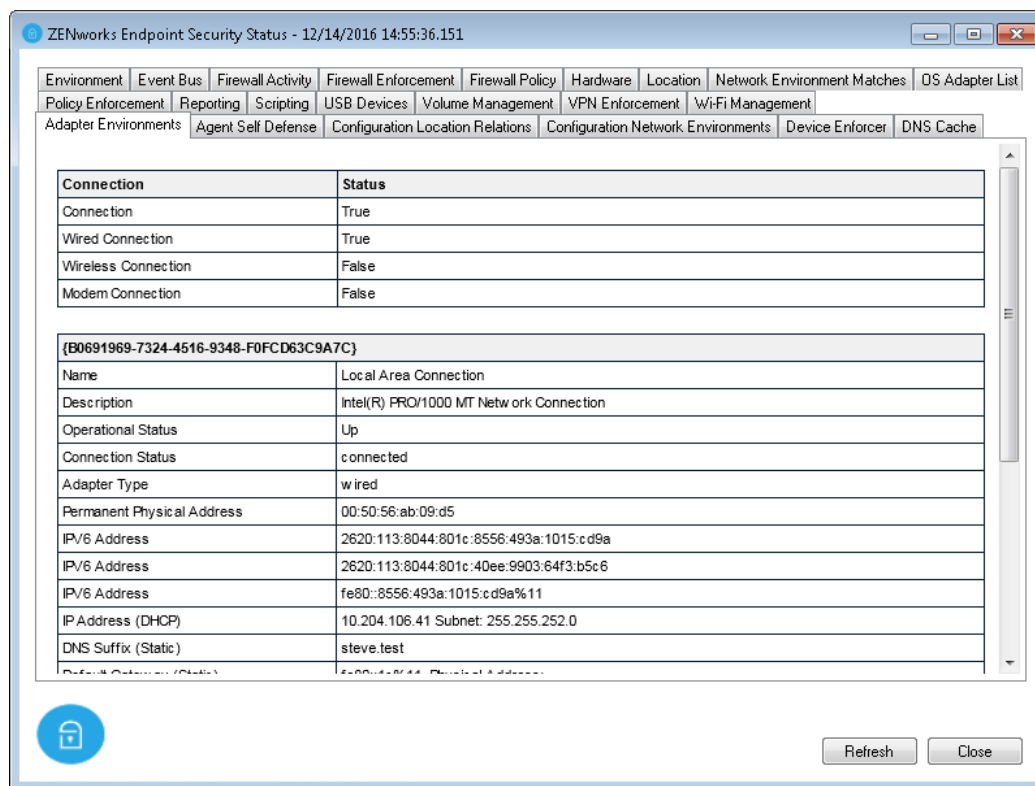 ZENworks Endpoint Security Status - 12/14/2016 14:55:36.151
Environment Event Bus Firewall Activity Firewall Enforcement Firewall Policy Hardware Location Network Environment Matches OS Adapter List
Policy Enforcement Reporting Scripting USB Devices Volume Management VPN Enforcement Wi-Fi Management
Adapter Environments Agent Self Defense Configuration Location Relations Configuration Network Environments Device Enforcer DNS Cache
Connection Status
Connection True
Wired Connection True
Wireless Connection False
Modem Connection False
{B0691969-7324-4516-9348-F0FCD63C9A7C}
Name Local Area Connection
Description Intel(R) PRO/1000 MT Network Connection
Operational Status Up
Connection Status connected
Adapter Type wired
Permanent Physical Address 00:50:56:ab:09:d5
IPV6 Address 2620:113:8044:801c:8556:493a:1015:cd9a
IPV6 Address 2620:113:8044:801c:40ee:9903:64f3:b5c6
IPV6 Address fe80::8556:493a:1015:cd9a%11
IP Address (DHCP) 10.204.106.41 Subnet: 255.255.252.0
DNS Suffix (Static) steve.test
Default Gateway (Static) Physical Address:
Refresh Close